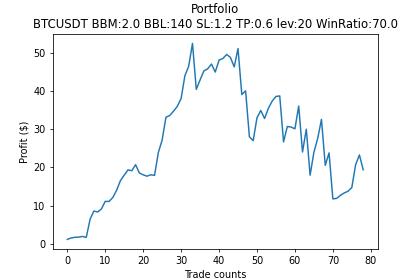 Portfolio
BTCUSDT BBM:2.0 BBL:140 SL:1.2 TP:0.6 lev:20 WinRatio:70.0
50
40
30
20
10
0
Profit ($)
0 10 20 30 40 50 60 70 80
Trade counts